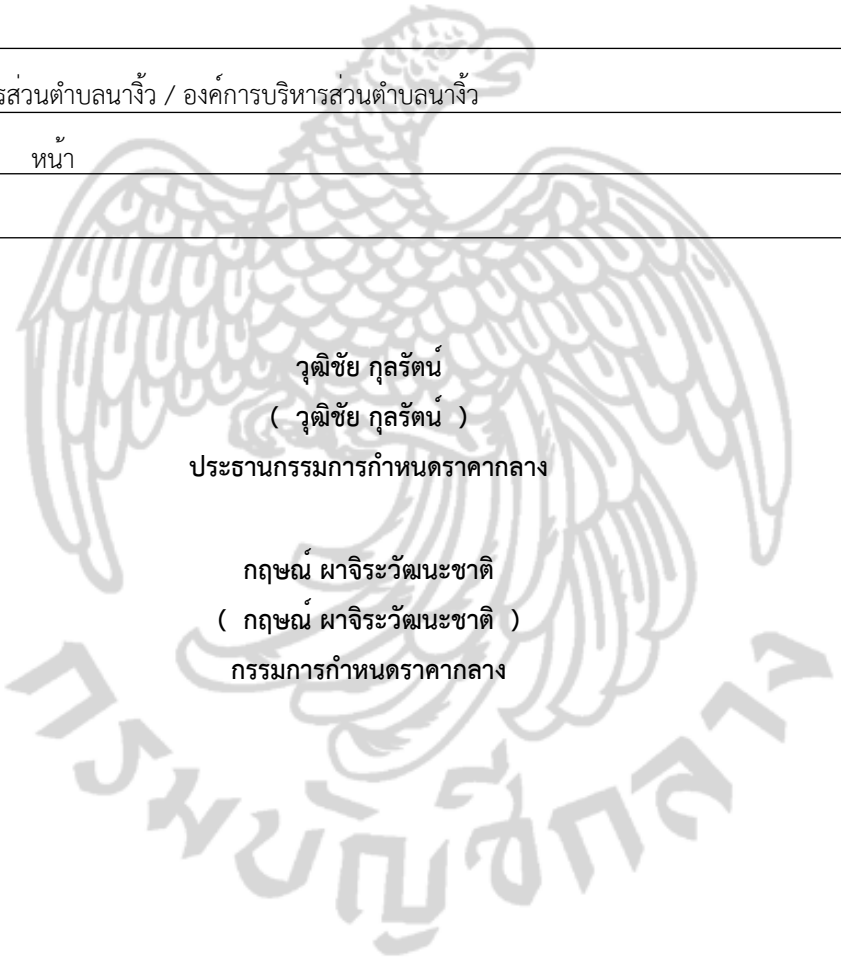 รส่วนตำบลนางิ้ว / องค์การบริหารส่วนตำบลนางิ้ว
หน้า
วุฒิชัย กุลรัตน์
( วุฒิชัย กุลรัตน์ )
ประธานกรรมการกำหนดราคากลาง
กฤษณ์ ผาจิระวัฒนะชาติ
( กฤษณ์ ผาจิระวัฒนะชาติ )
กรรมการกำหนดราคากลาง
กรมบัญชีกลาง